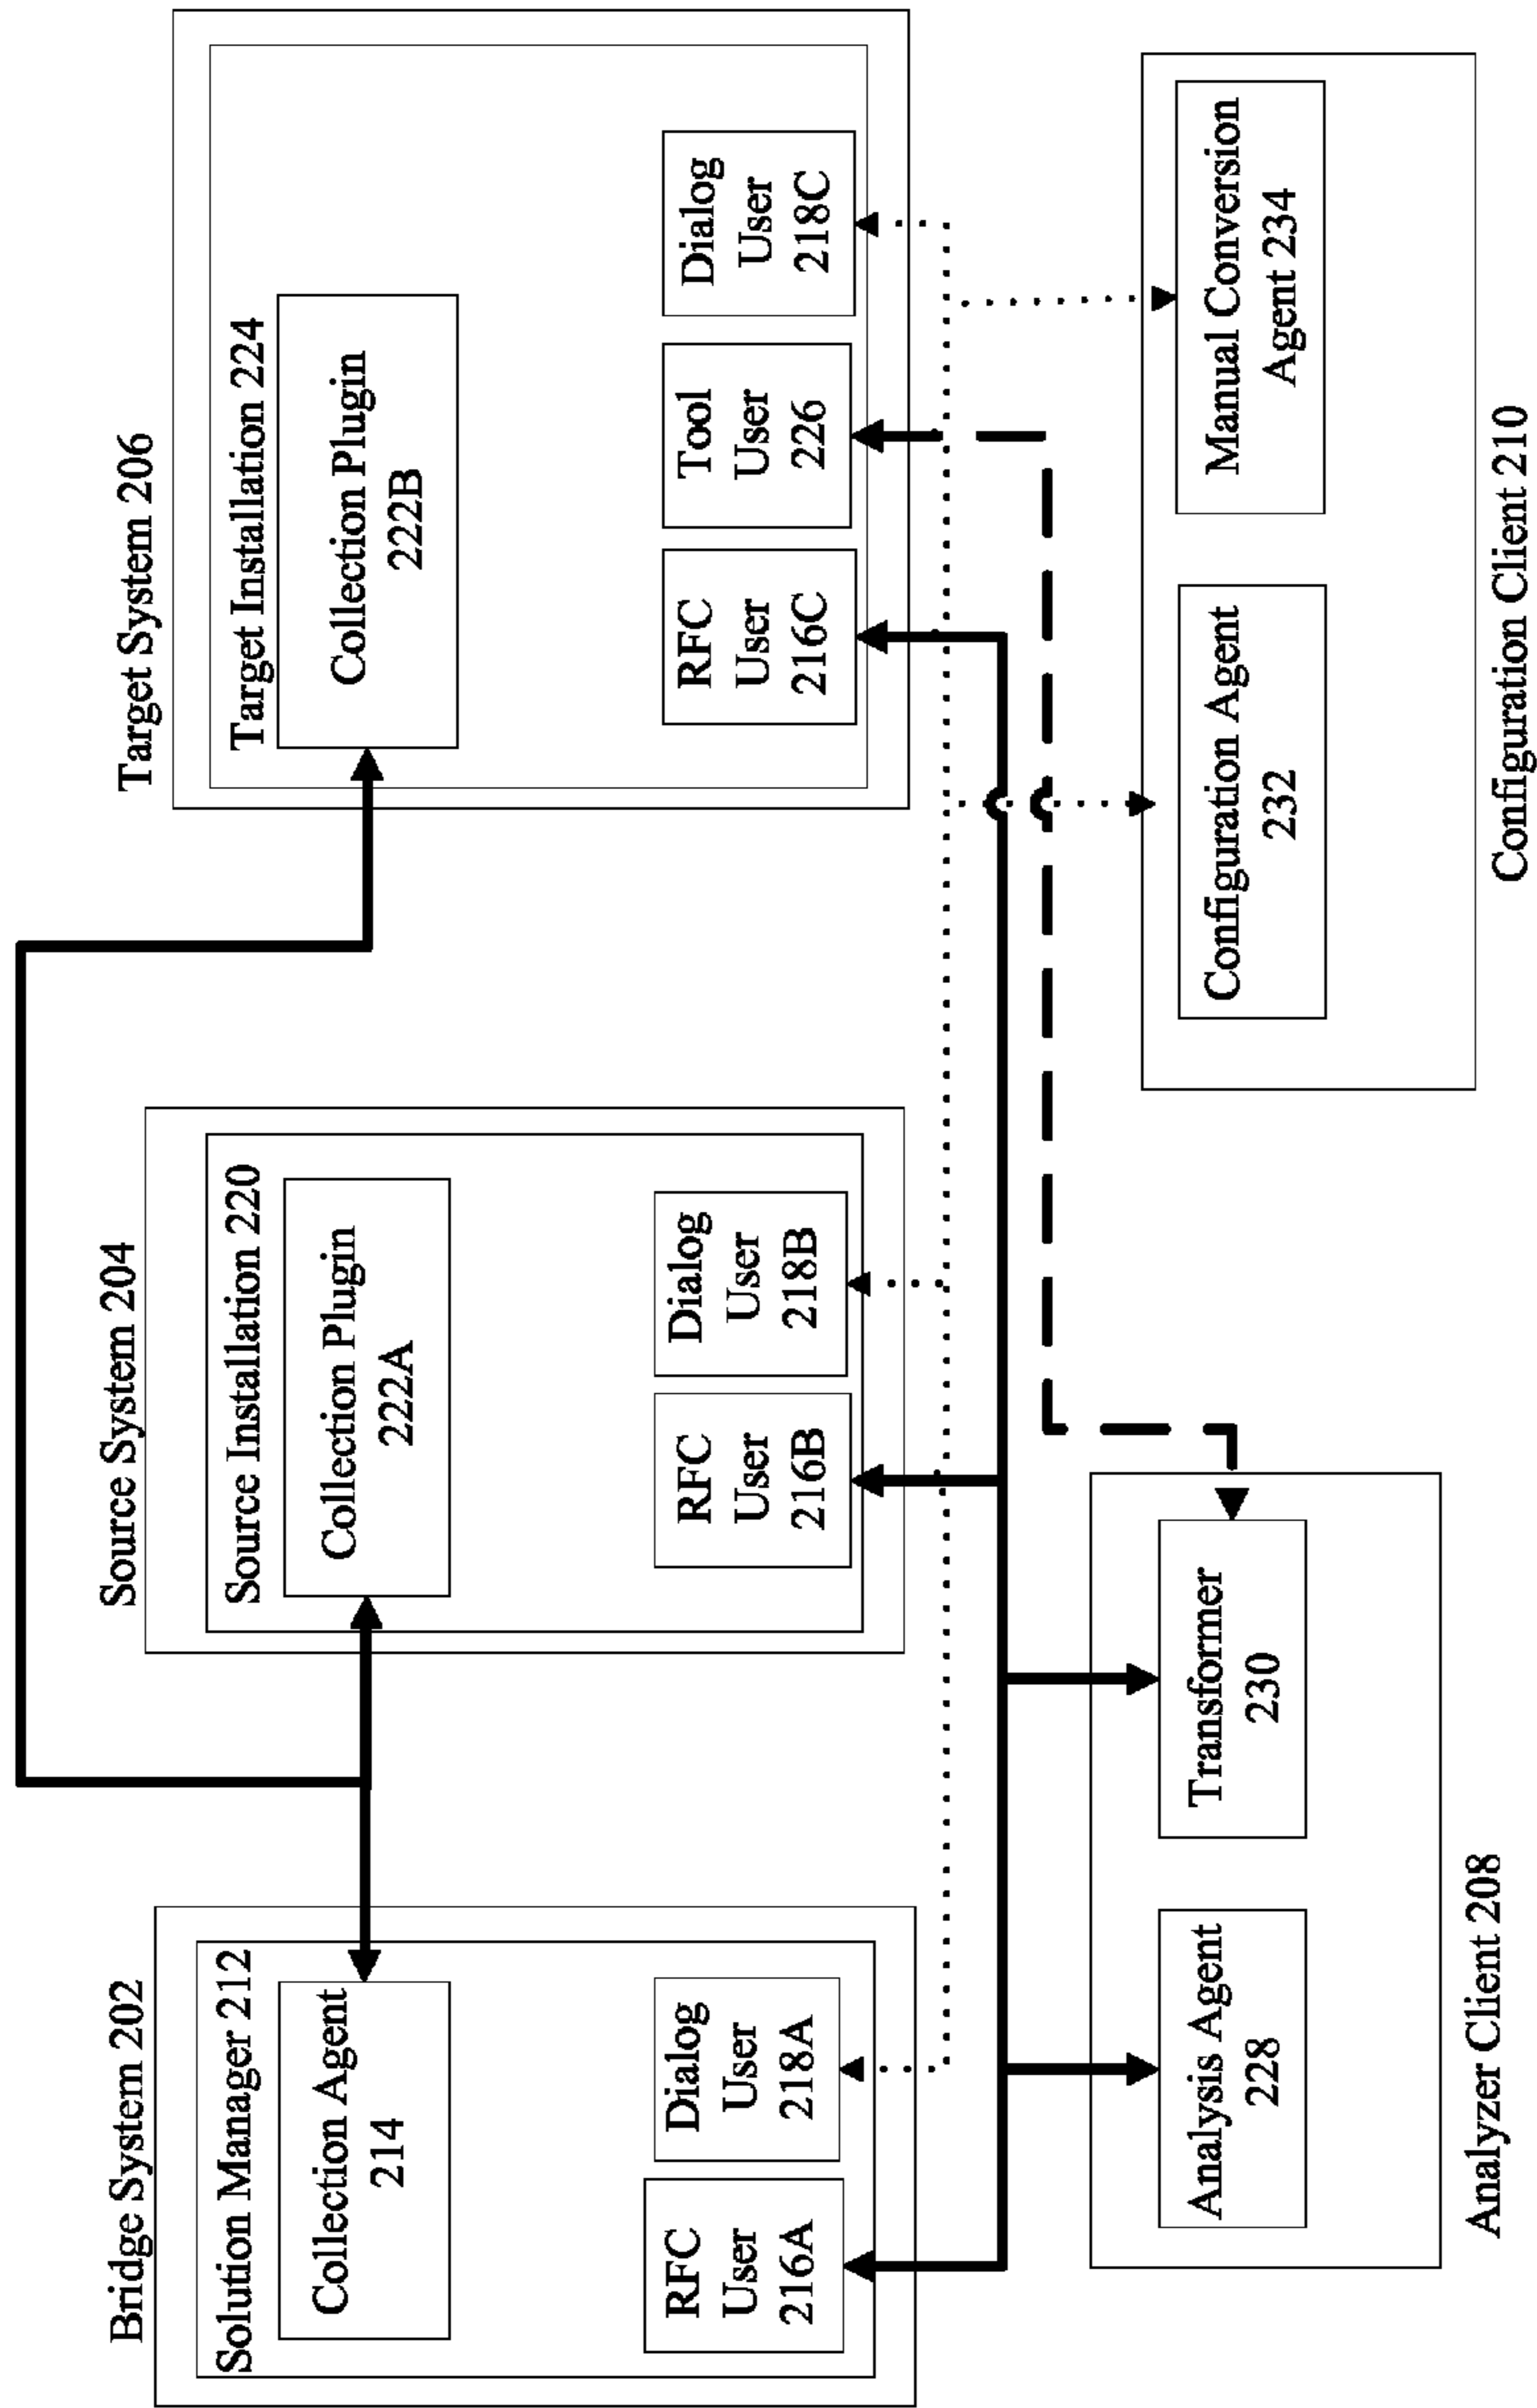 Bridge System 202
Solution Manager 212
Collection Agent
214
RFC
User
216A
Dialog
User
218A
Source System 204
Source Installation 220
Collection Plugin
222A
RFC
User
216B
Dialog
User
218B
Target System 206
Target Installation 224
Collection Plugin
222B
RFC
User
216C
Tool
User
226
Dialog
User
218C
Analysis Agent
228
Transformer
230
Analyzer Client 208
Configuration Agent
232
Manual Conversion
Agent 234
Configuration Client 210